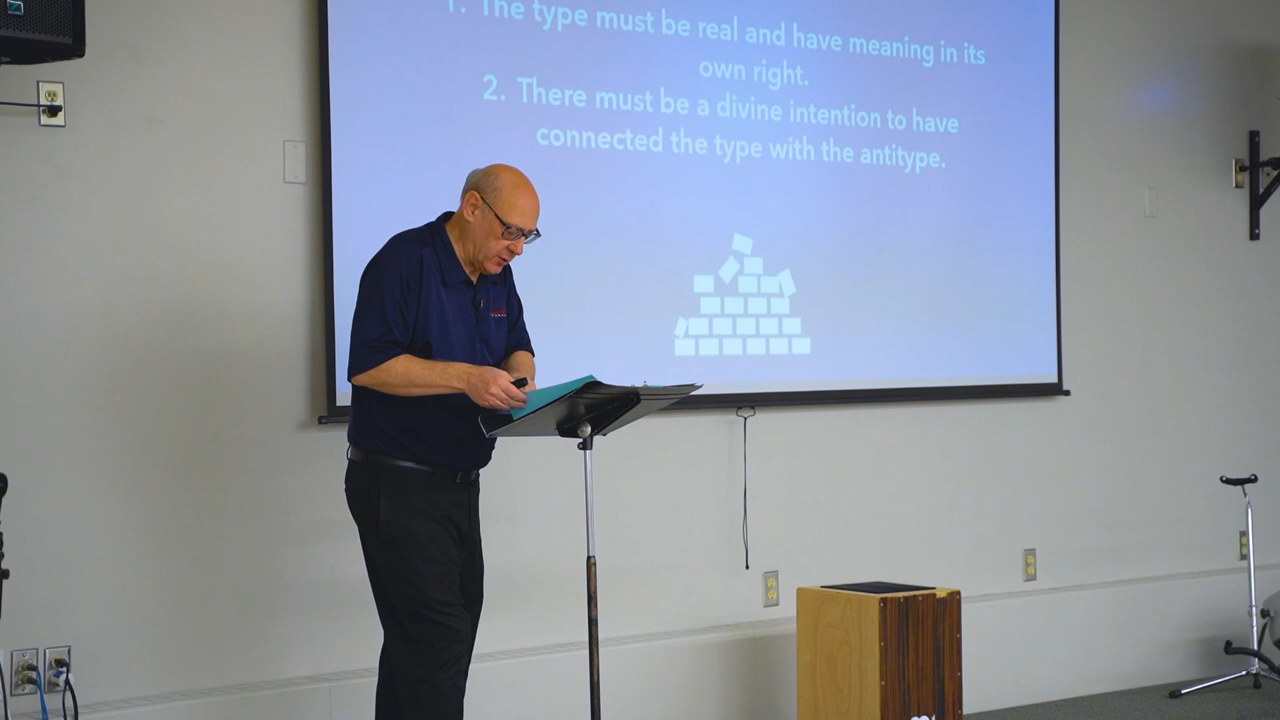 1. The type must be real and have meaning in its
own right.
2. There must be a divine intention to have
connected the type with the antitype.